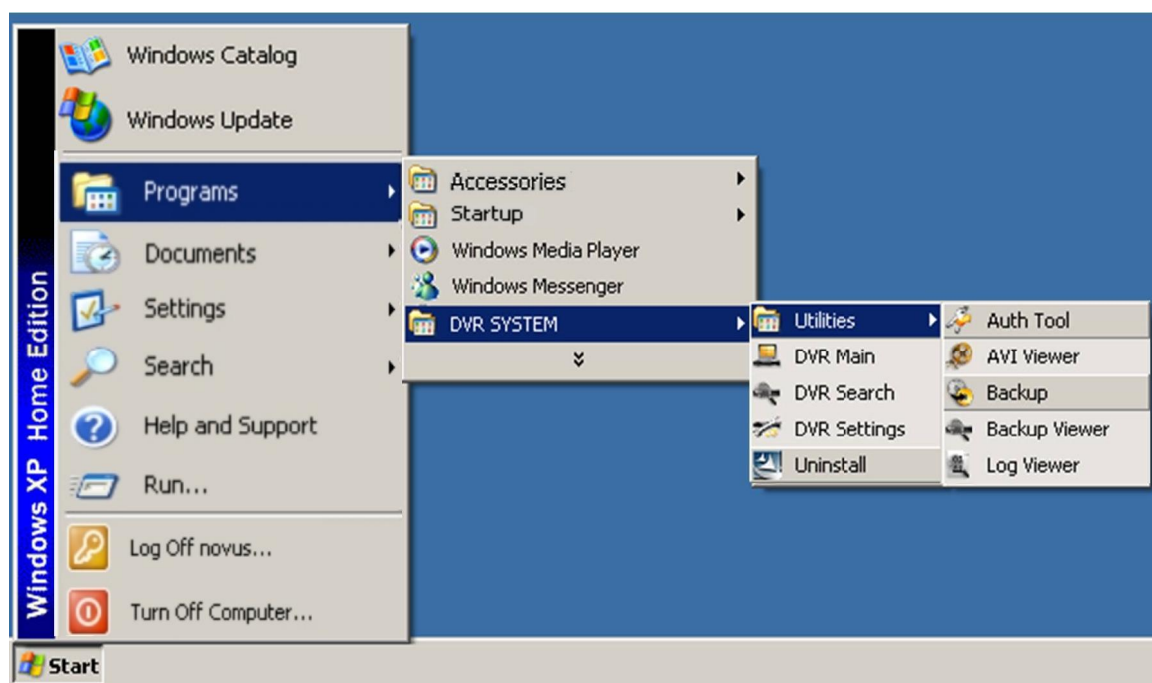 Windows Catalog
Windows Update
Programs
Documents
Settings
Search
Help and Support
Run...
Log Off novus...
Turn Off Computer...
Windows XP Home Edition
Start
Accessories
Startup
Windows Media Player
Windows Messenger
DVR SYSTEM
Utilities
DVR Main
DVR Search
DVR Settings
Uninstall
Auth Tool
AVI Viewer
Backup
Backup Viewer
Log Viewer